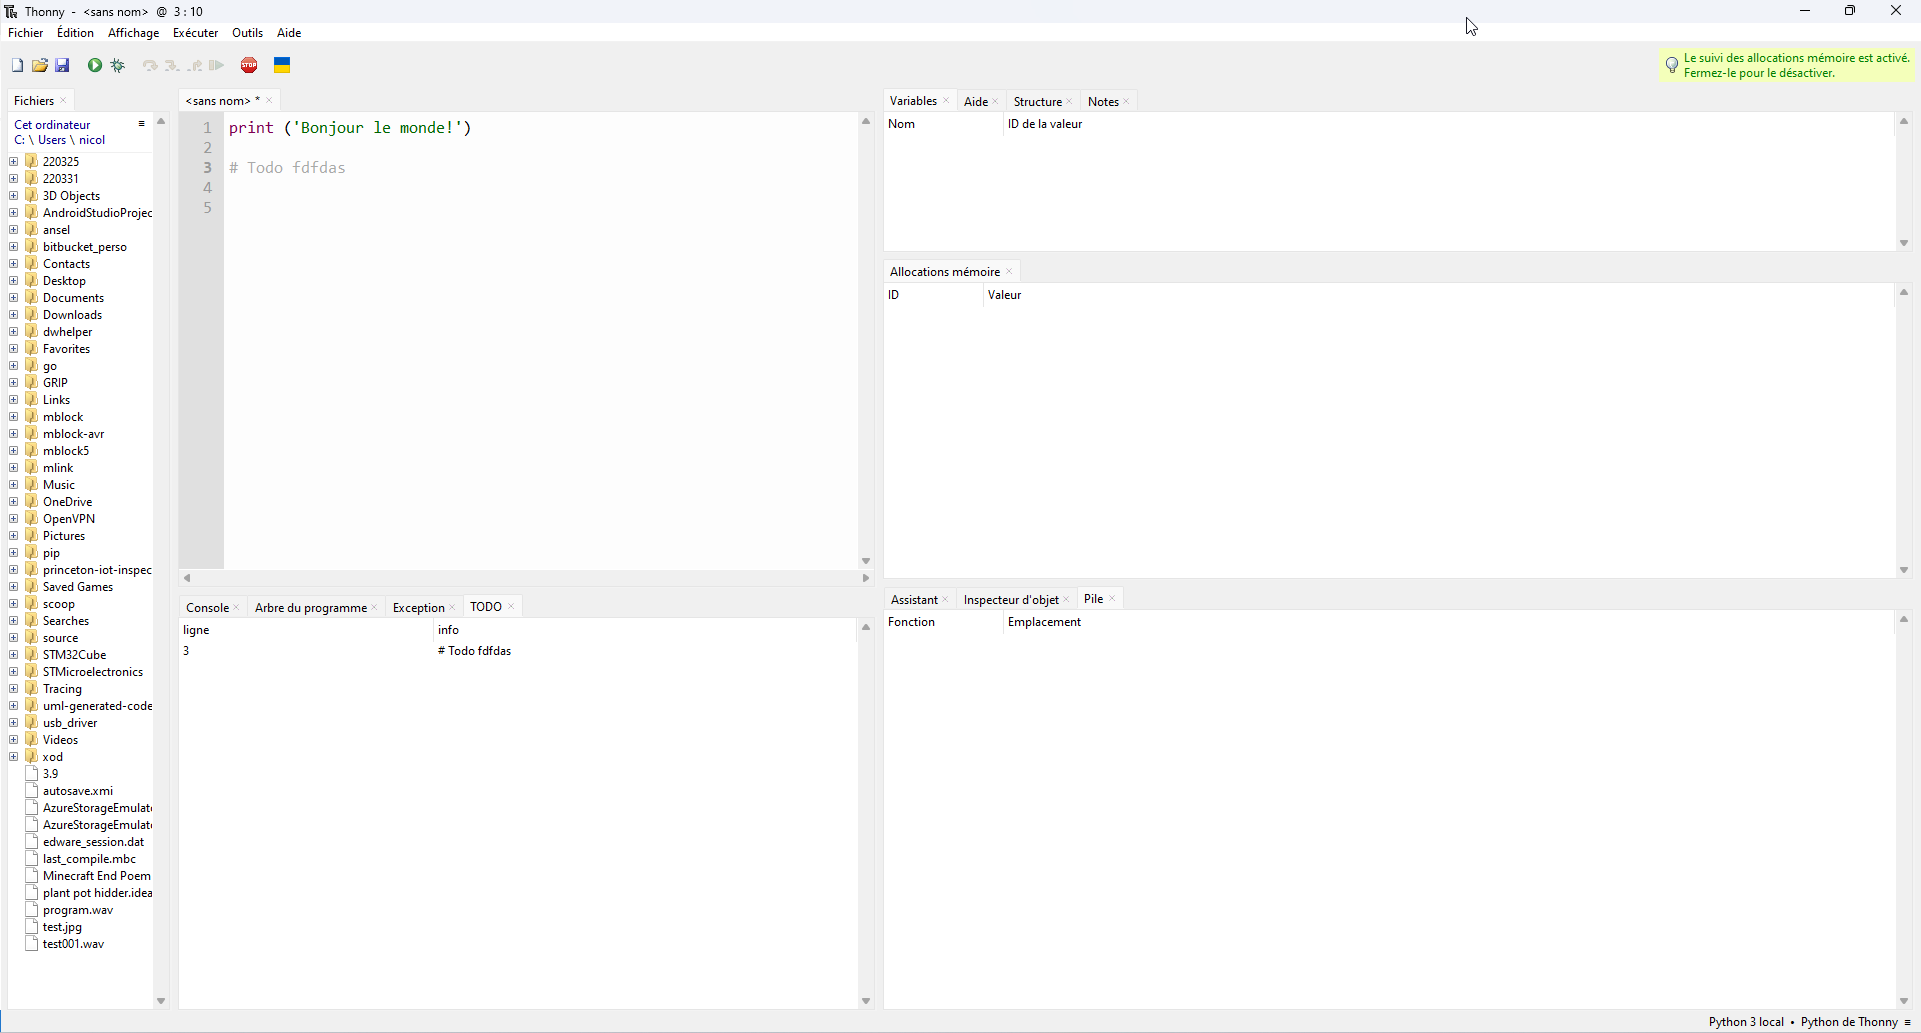 Thonny - <sans nom> @ 3 : 10
Fichier Édition Affichage Exécuter Outils Aide
STOP
Le suivi des allocations mémoire est activé.
Fermez-le pour le désactiver.
Fichiers
Cet ordinateur
C: \ Users \ nicol
220325
220331
3D Objects
AndroidStudioProjec
ansel
bitbucket_perso
Contacts
Desktop
Documents
Downloads
dwhelper
Favorites
go
GRIP
Links
mblock
mblock-avr
mblock5
mlink
Music
OneDrive
OpenVPN
Pictures
pip
princeton-iot-inspec
Saved Games
scoop
Searches
source
STM32Cube
STMicroelectronics
Tracing
uml-generated-code
usb_driver
Videos
xod
3.9
autosave.xmi
AzureStorageEmulat
AzureStorageEmulat
edware_session.dat
last_compile.mbc
Minecraft End Poem
plant pot hidder.idea
program.wav
test.jpg
test001.wav
<sans nom> *
1 print ('Bonjour le monde!')
2
3 # Todo fdfdas
4
5
Console Arbre du programme Exception TODO
ligne info
3 # Todo fdfdas
Variables Aide Structure Notes
Nom ID de la valeur
Allocations mémoire
ID Valeur
Assistant Inspecteur d'objet Pile
Fonction Emplacement
Python 3 local • Python de Thonny ≡